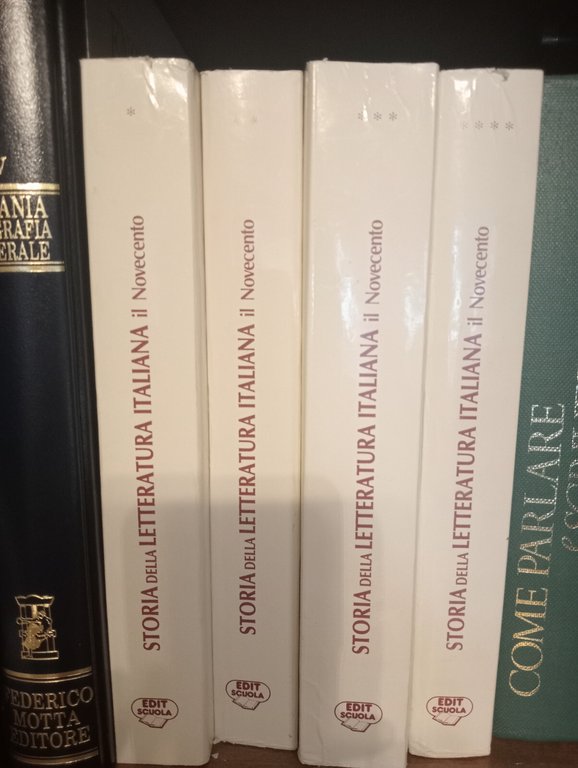 ANIA
GRAFIA
ERALE
FEDERICO
MOTTA
EDITORE
*
STORIA DELLA LETTERATURA ITALIANA il Novecento
EDIT
SCUOLA
* *
STORIA DELLA LETTERATURA ITALIANA il Novecento
EDIT
SCUOLA
* * *
STORIA DELLA LETTERATURA ITALIANA il Novecento
EDIT
SCUOLA
* * * *
STORIA DELLA LETTERATURA ITALIANA il Novecento
EDIT
SCUOLA
COME PARLARE